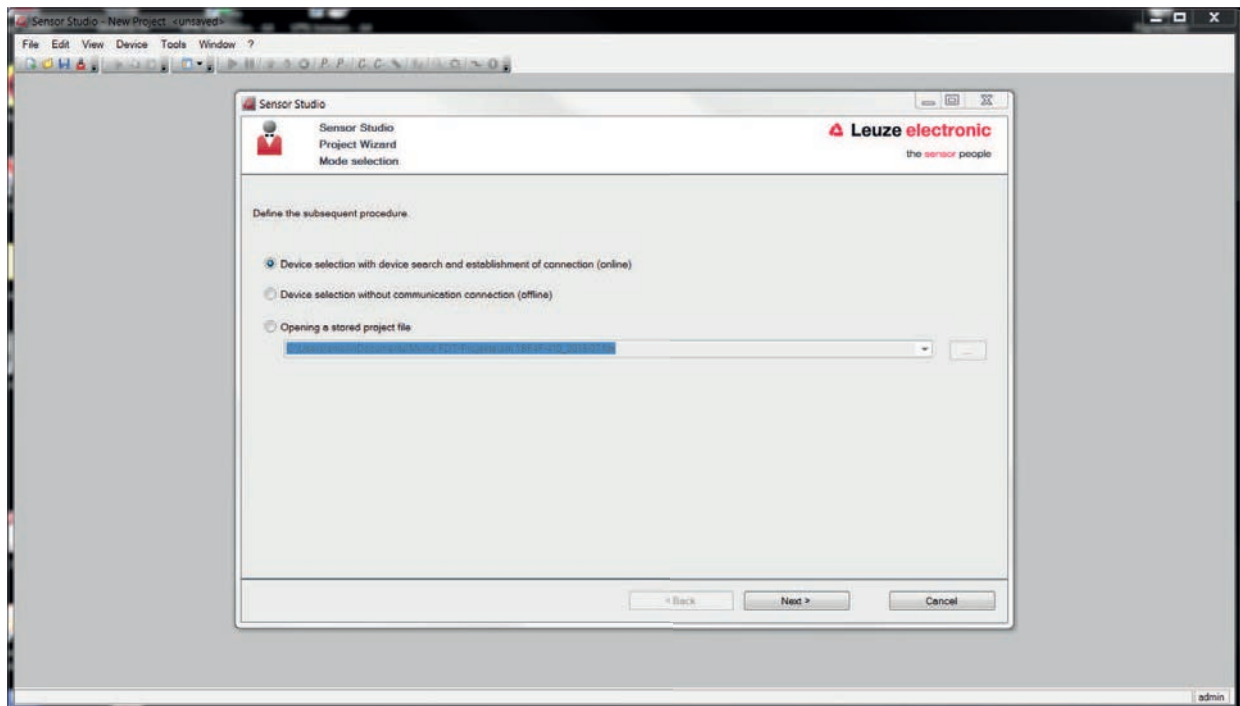 Sensor Studio - New Project <unsaved>
File Edit View Device Tools Window ?
Sensor Studio
Sensor Studio
Project Wizard
Mode selection
Leuze electronic
the sensor people
Define the subsequent procedure.
Device selection with device search and establishment of connection (online)
Device selection without communication connection (offline)
Opening a stored project file
...
< Back Next > Cancel
admin